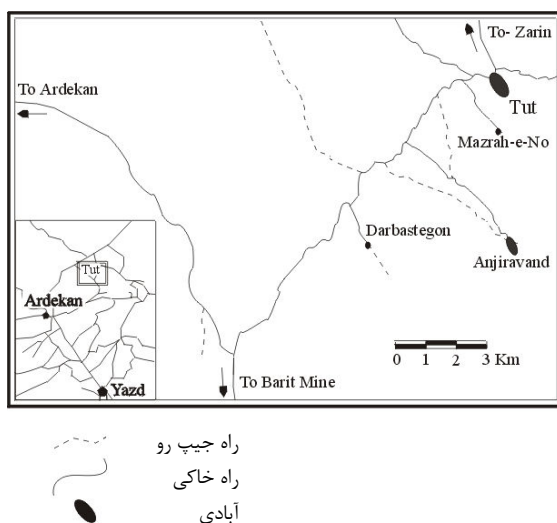 To- Zarin
To Ardekan
Tut
Mazrah-e-No
Darbastegon
Anjiravand
Tut
Ardekan
Yazd
0 1 2 3 Km
To Barit Mine
راه جیپ رو
راه خاکی
آبادی